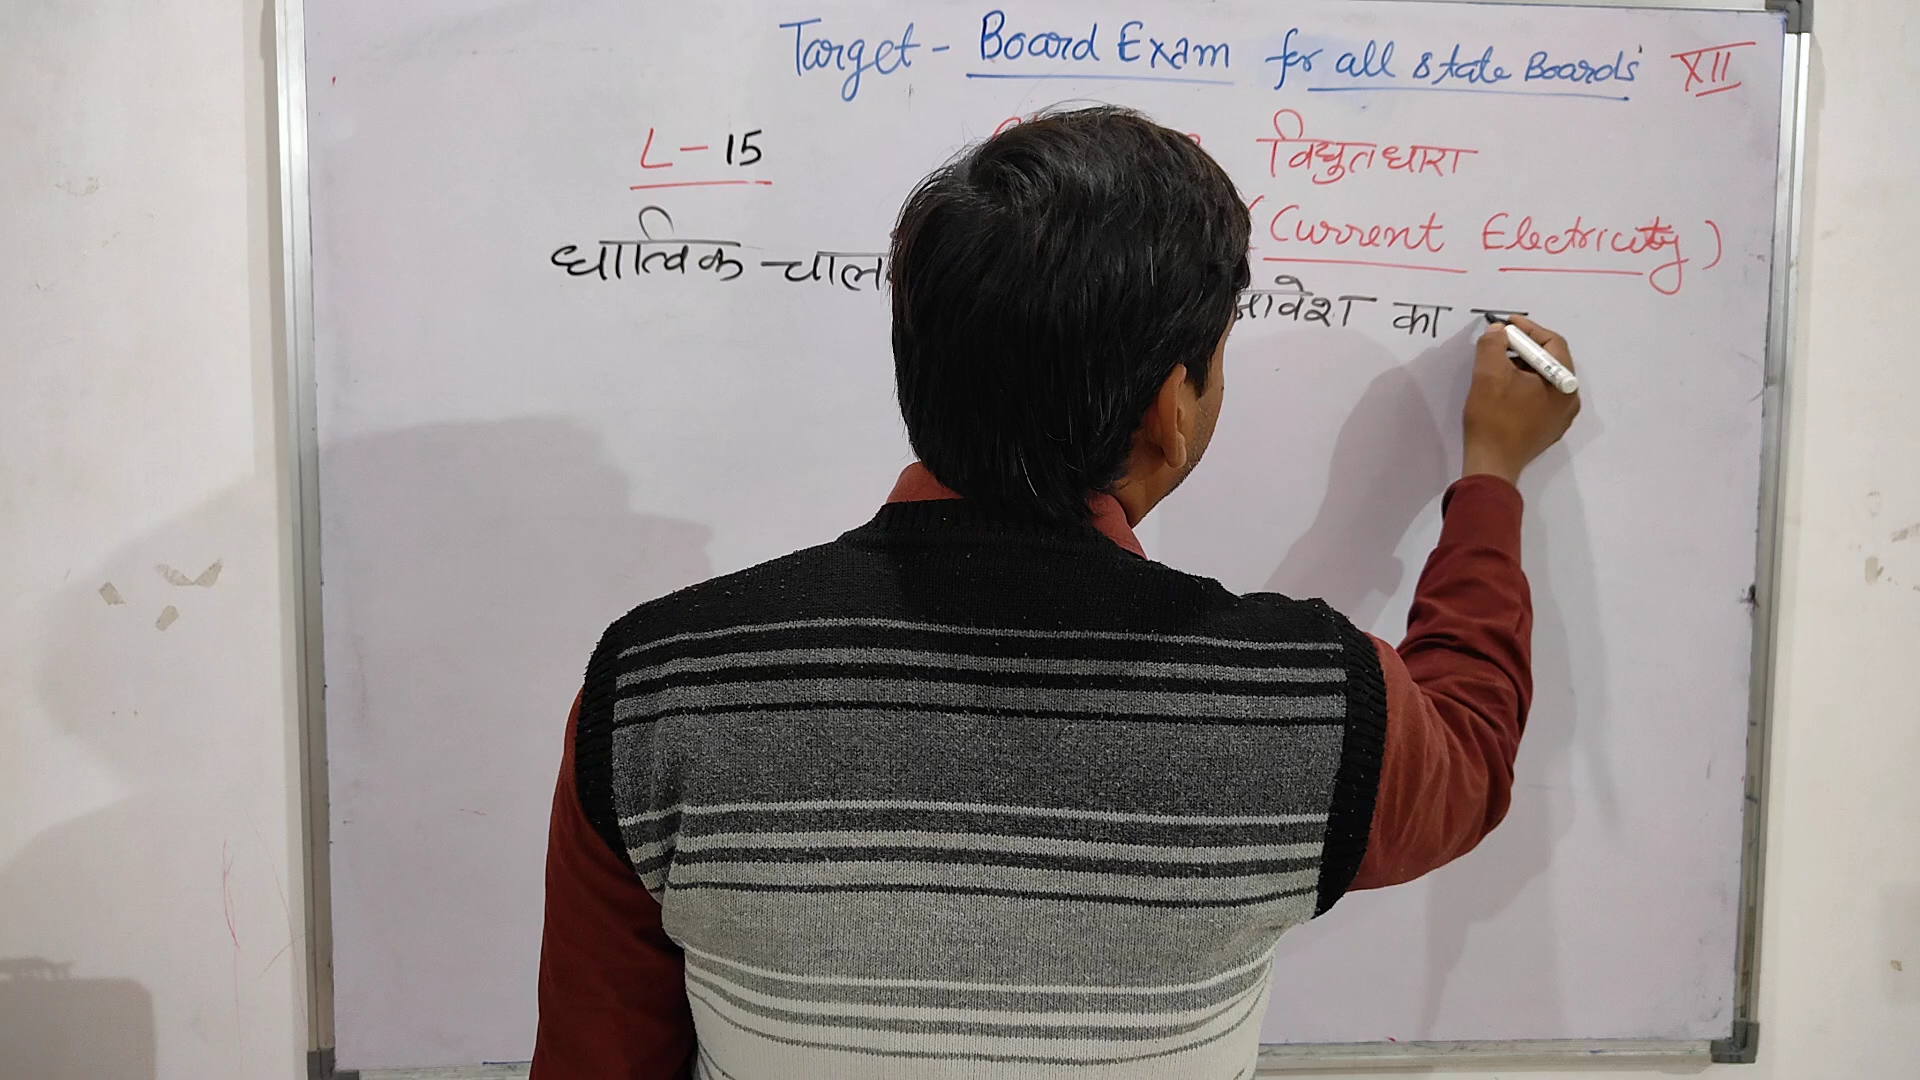 Target - Board Exam for all state Boards' XII
L - 15 विद्युतधारा
(Current Electricity)
धात्विक आवेश का